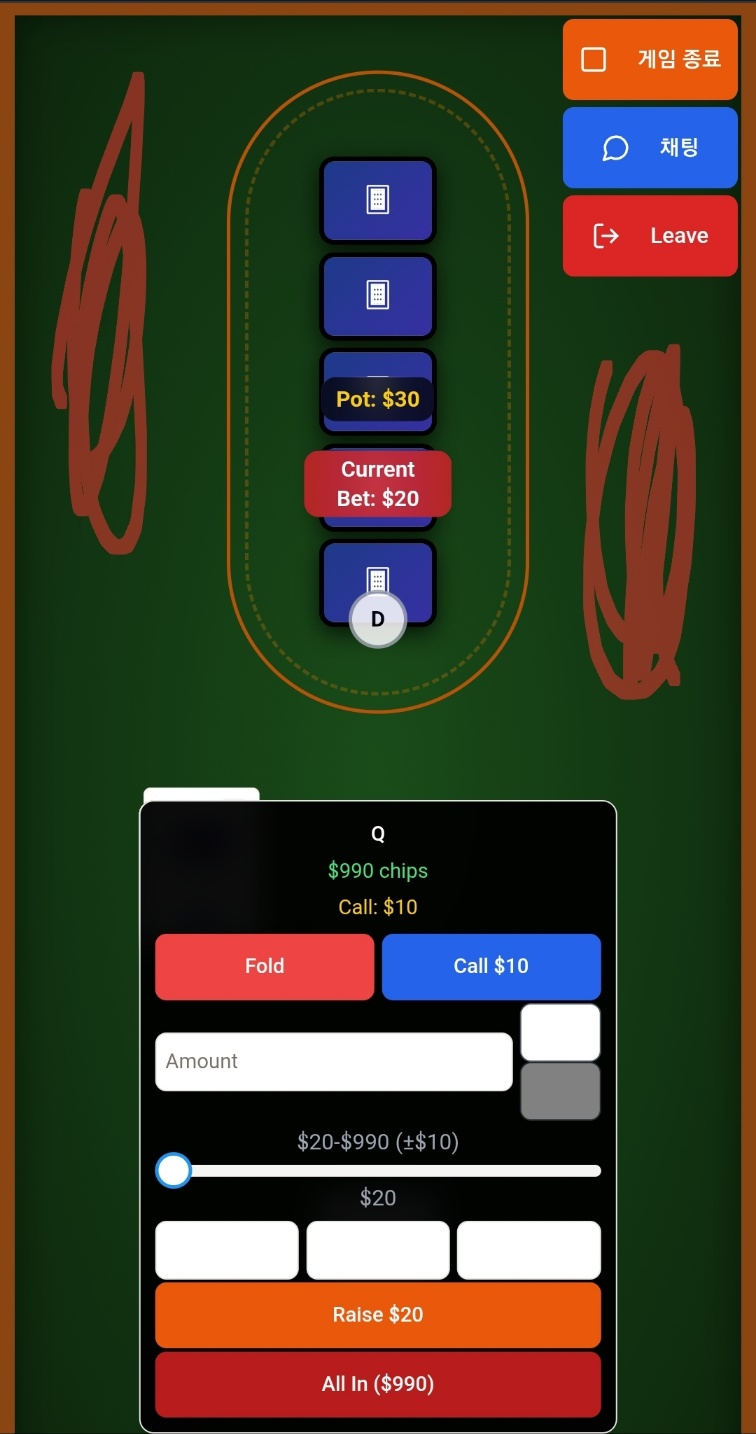 게임 종료
채팅
Leave
Pot: $30
Current
Bet: $20
D
Q
$990 chips
Call: $10
Fold
Call $10
Amount
$20-$990 (±$10)
$20
Raise $20
All In ($990)